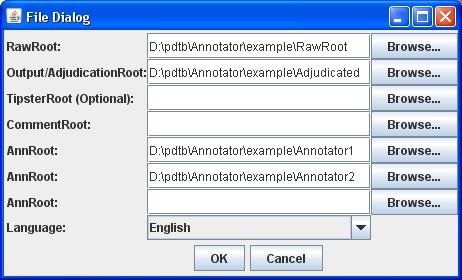 File Dialog
RawRoot: D:\pdtb\Annotator\example\RawRoot Browse...
Output/AdjudicationRoot: D:\pdtb\Annotator\example\Adjudicated Browse...
TipsterRoot (Optional): Browse...
CommentRoot: Browse...
AnnRoot: D:\pdtb\Annotator\example\Annotator1 Browse...
AnnRoot: D:\pdtb\Annotator\example\Annotator2 Browse...
AnnRoot: Browse...
Language: English
OK Cancel